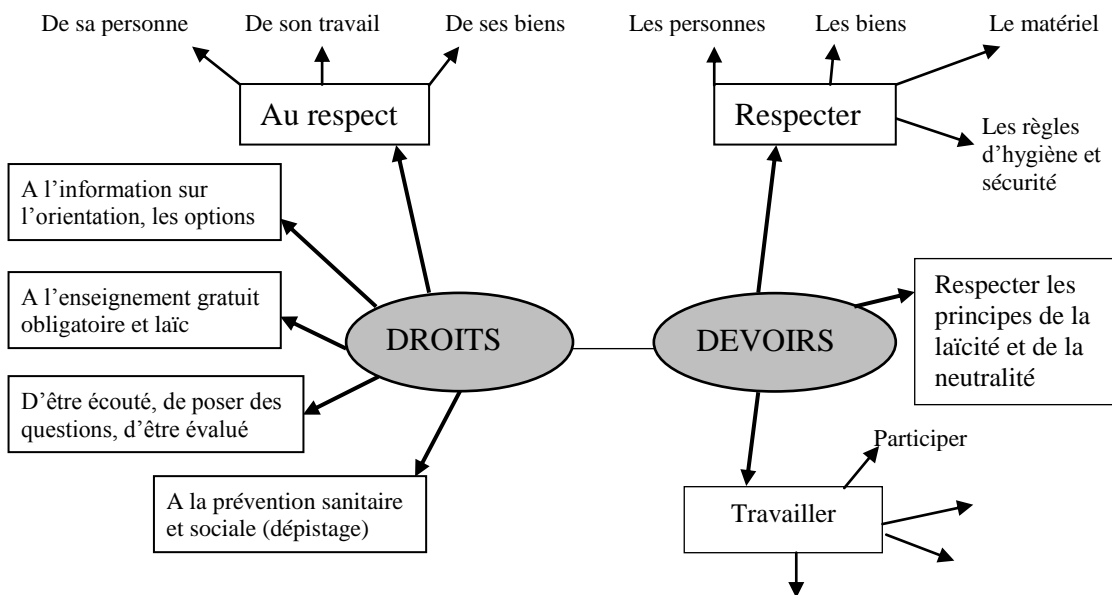 De sa personne
De son travail
De ses biens
Au respect
A l’information sur
l’orientation, les options
A l’enseignement gratuit
obligatoire et laïc
D’être écouté, de poser des
questions, d’être évalué
A la prévention sanitaire
et sociale (dépistage)
DROITS
DEVOIRS
Les personnes
Les biens
Le matériel
Respecter
Les règles
d’hygiène et
sécurité
Respecter les
principes de la
laïcité et de la
neutralité
Participer
Travailler